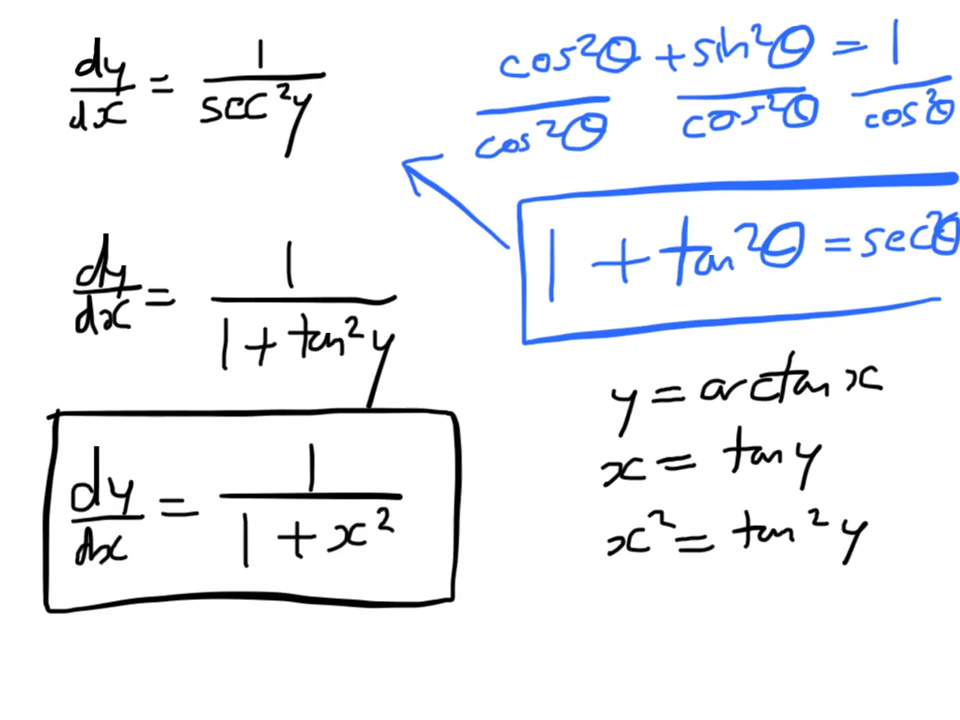 dy/dx = 1/sec²y
cos²θ/cos²θ + sin²θ/cos²θ = 1/cos²θ
1 + tan²θ = sec²θ
dy/dx = 1/(1 + tan²y)
y = arctan x
x = tan y
x² = tan² y
dy/dx = 1/(1 + x²)